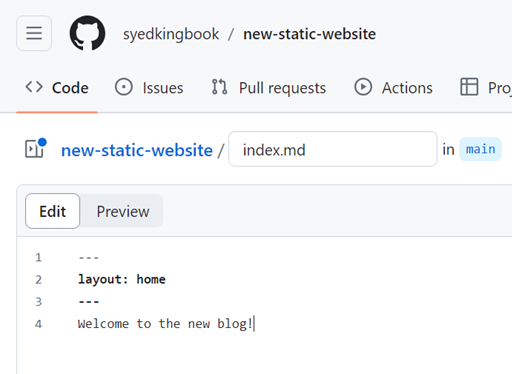 syedkingbook / new-static-website
Code Issues Pull requests Actions Proj
new-static-website / index.md in main
Edit Preview
1 ---
2 layout: home
3 ---
4 Welcome to the new blog!